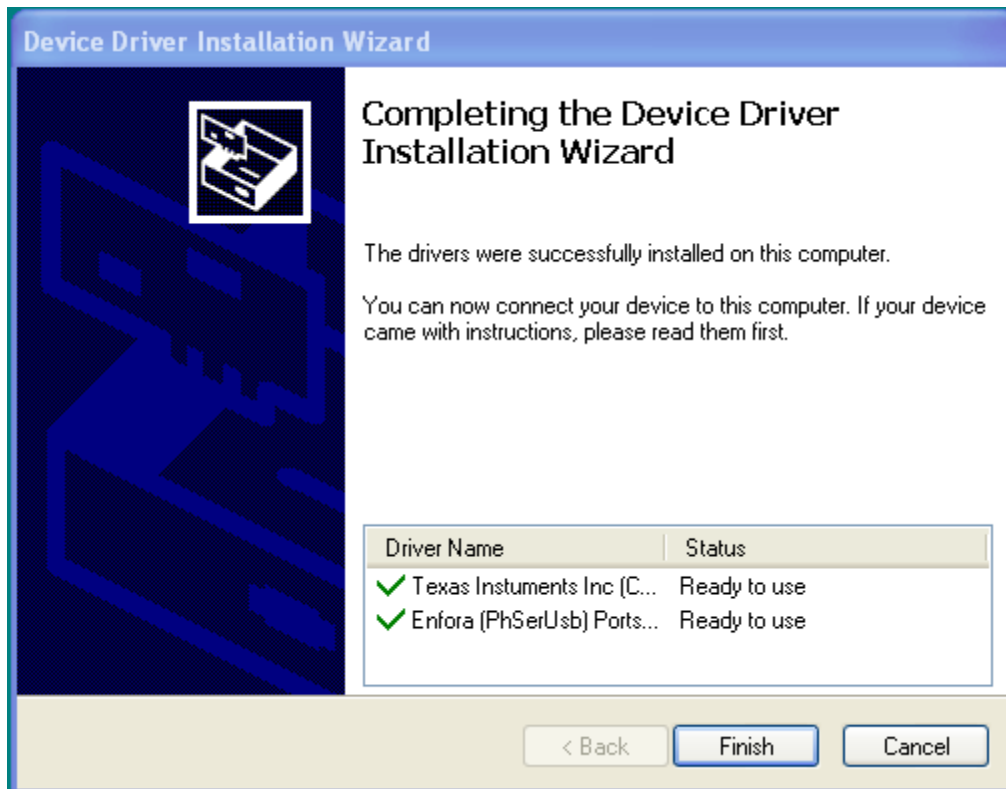 Device Driver Installation Wizard
Completing the Device Driver
Installation Wizard
The drivers were successfully installed on this computer.
You can now connect your device to this computer. If your device
came with instructions, please read them first.
Driver Name Status
Texas Instuments Inc (C... Ready to use
Enfora (PhSerUsb) Ports... Ready to use
< Back Finish Cancel